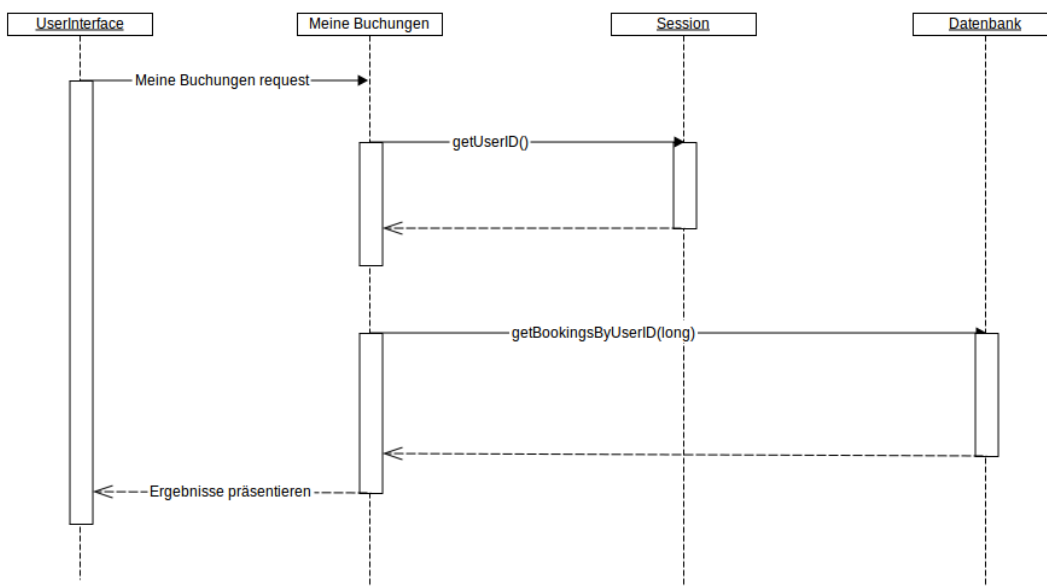 UserInterface
Meine Buchungen
Session
Datenbank
Meine Buchungen request
getUserID()
getBookingsByUserID(long)
Ergebnisse präsentieren